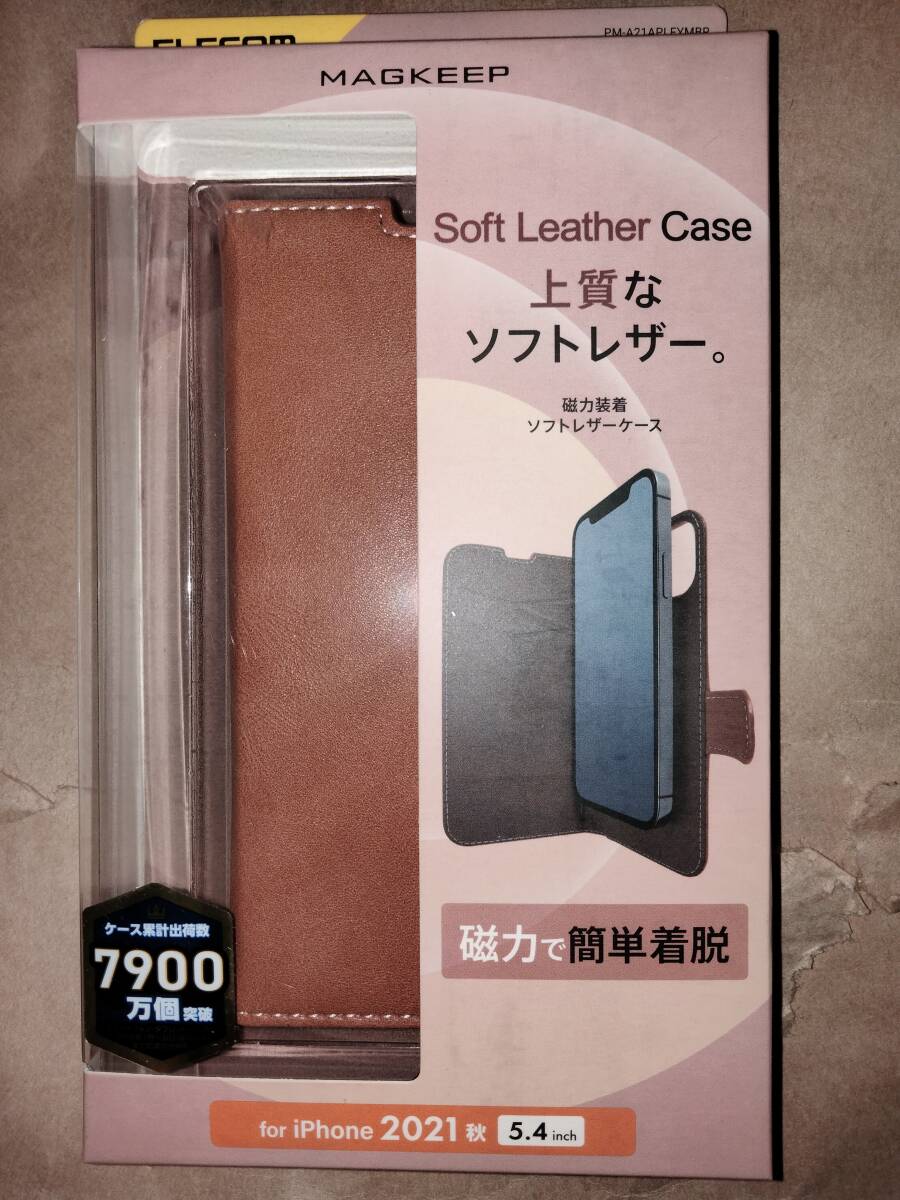 ELECOM
PM-A21APLFYMBR
MAGKEEP
Soft Leather Case
上質な
ソフトレザー。
磁力装着
ソフトレザーケース
磁力で簡単着脱
ケース累計出荷数
7900
万個突破
for iPhone 2021 秋 5.4 inch